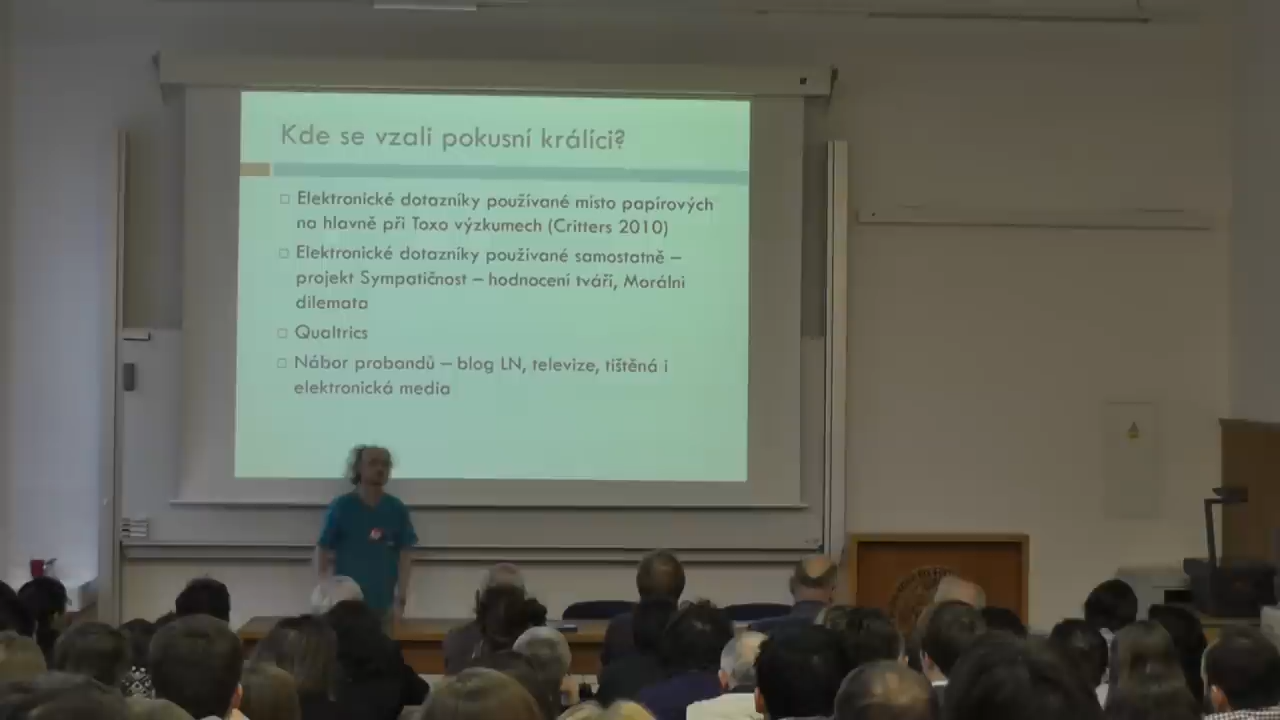 Kde se vzali pokusní králíci?
Elektronické dotazníky používané místo papírových
na hlavně při Toxo výzkumech (Critters 2010)
Elektronické dotazníky používané samostatně –
projekt Sympatičnost – hodnocení tváří, Morální
dilemata
Qualtrics
Nábor probandů – blog LN, televize, tištěná i
elektronická media